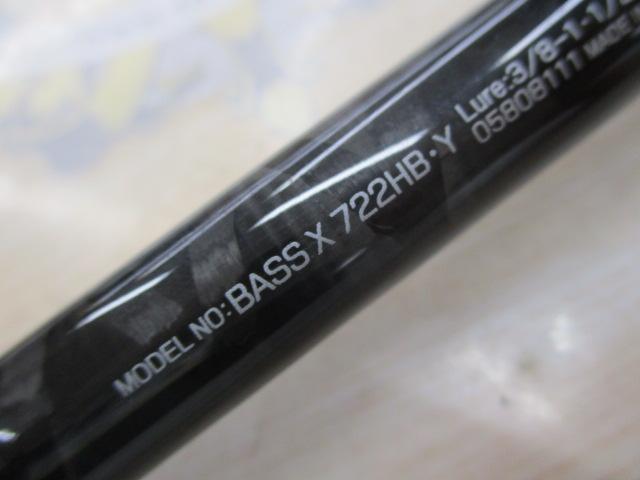 MODEL NO: BASS X 722HB・Y
Lure:3/8-1-1/
05808111 MADE